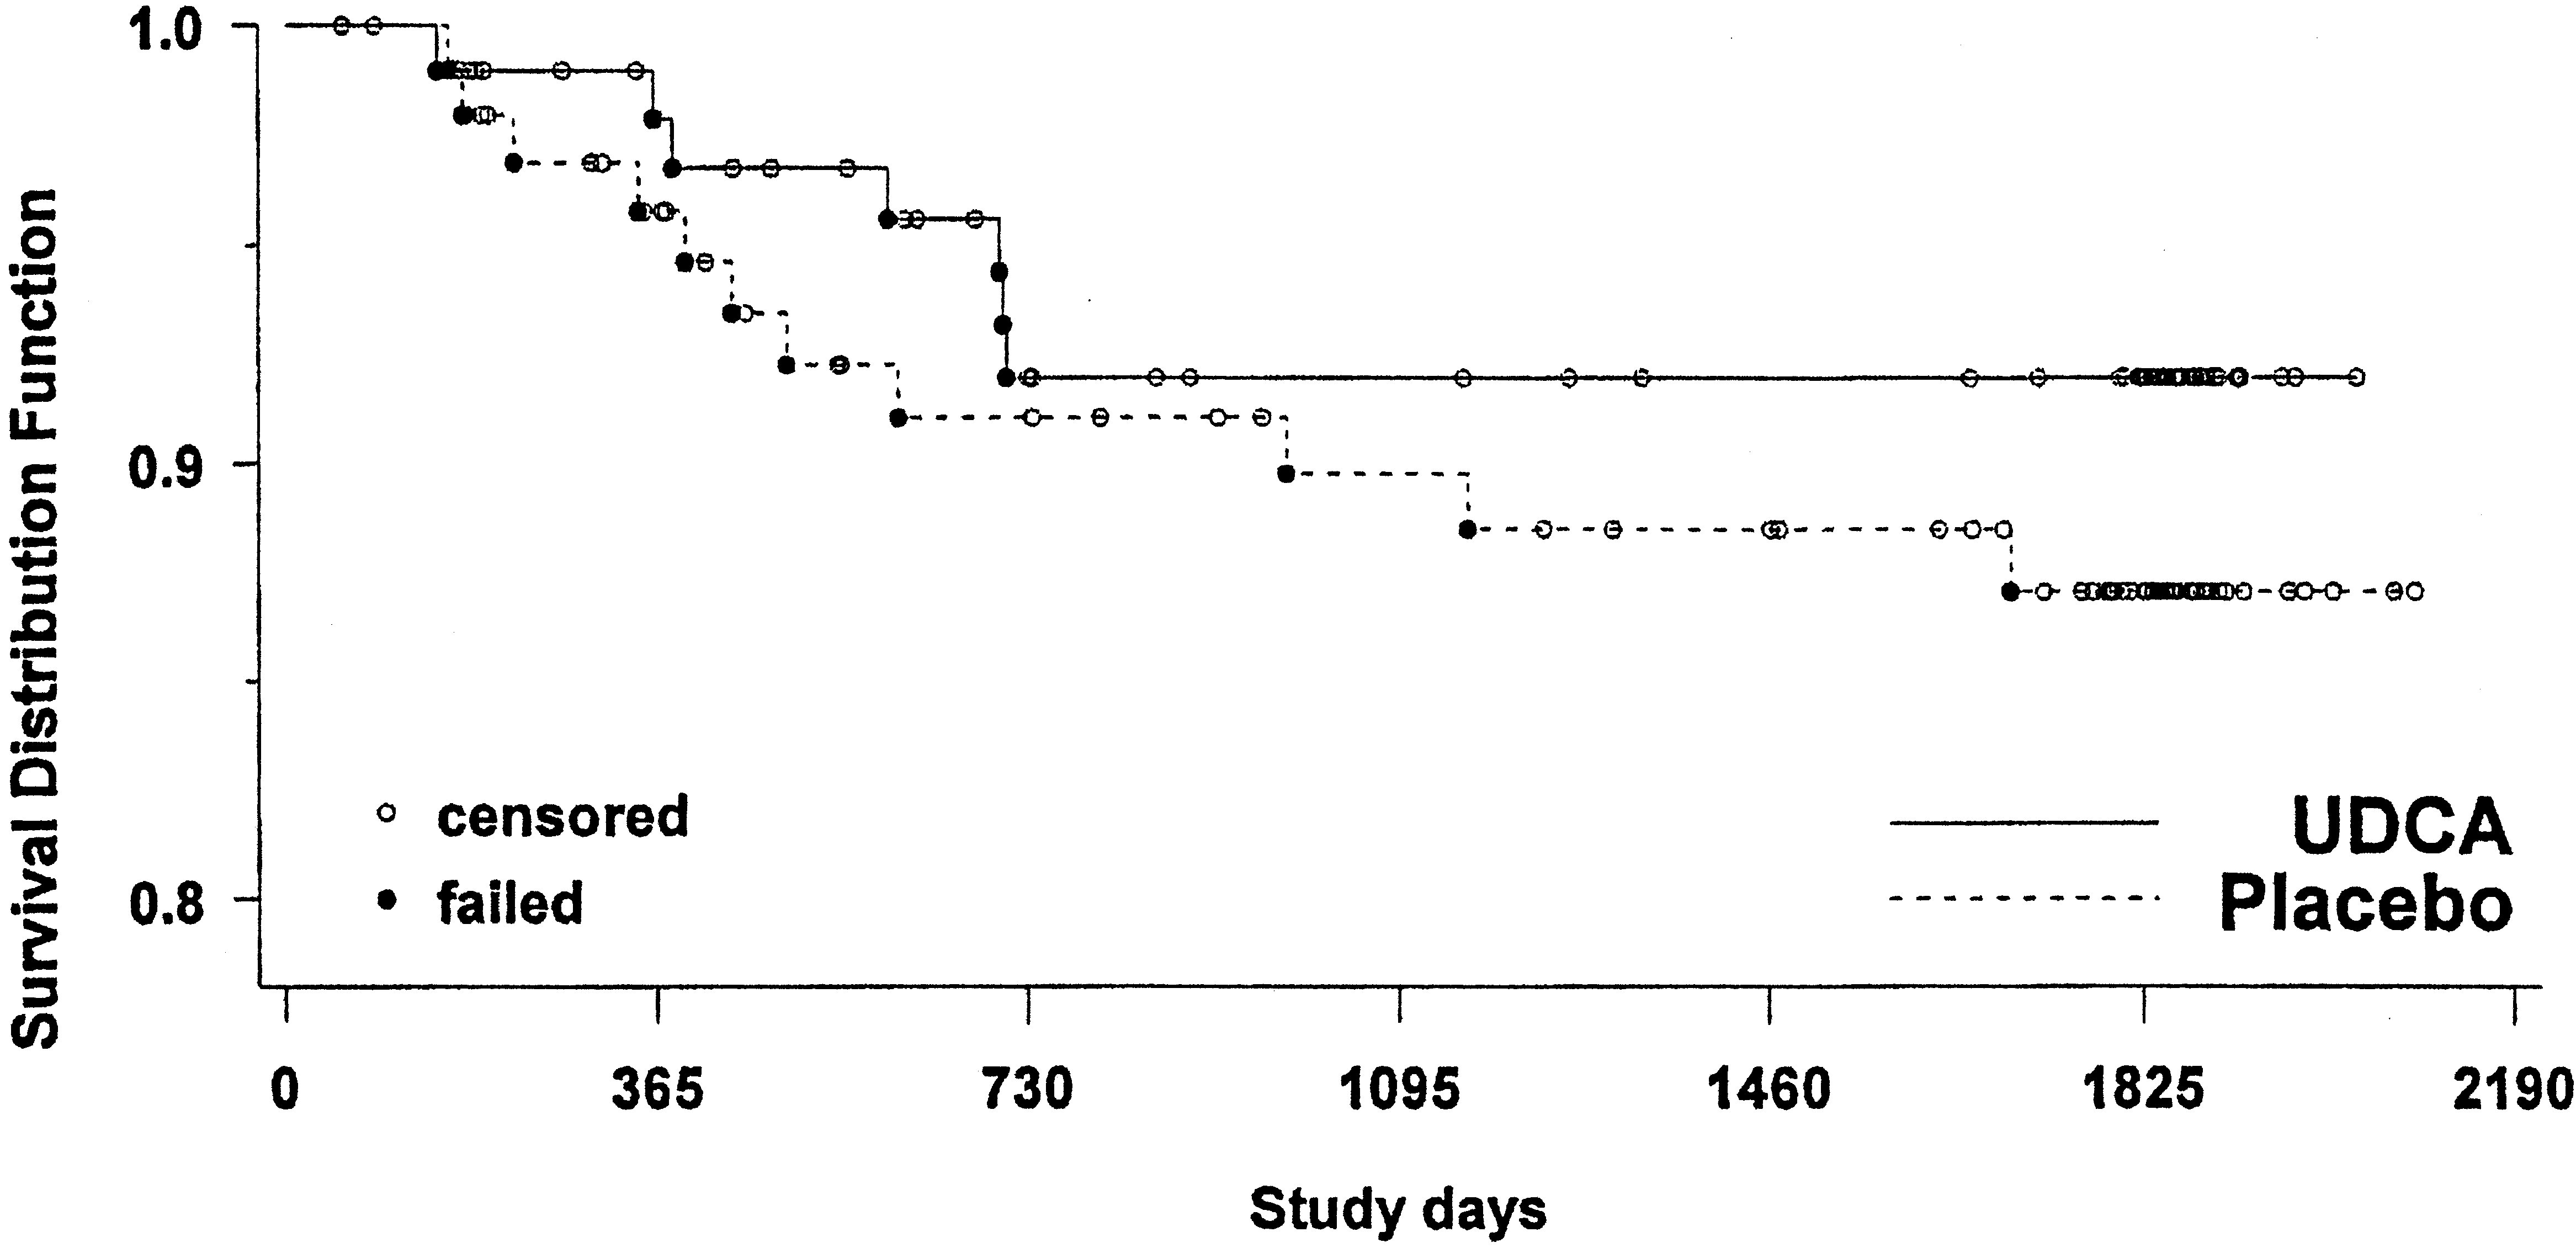 Survival Distribution Function
1.0
0.9
0.8
censored
failed
UDCA
Placebo
0 365 730 1095 1460 1825 2190
Study days